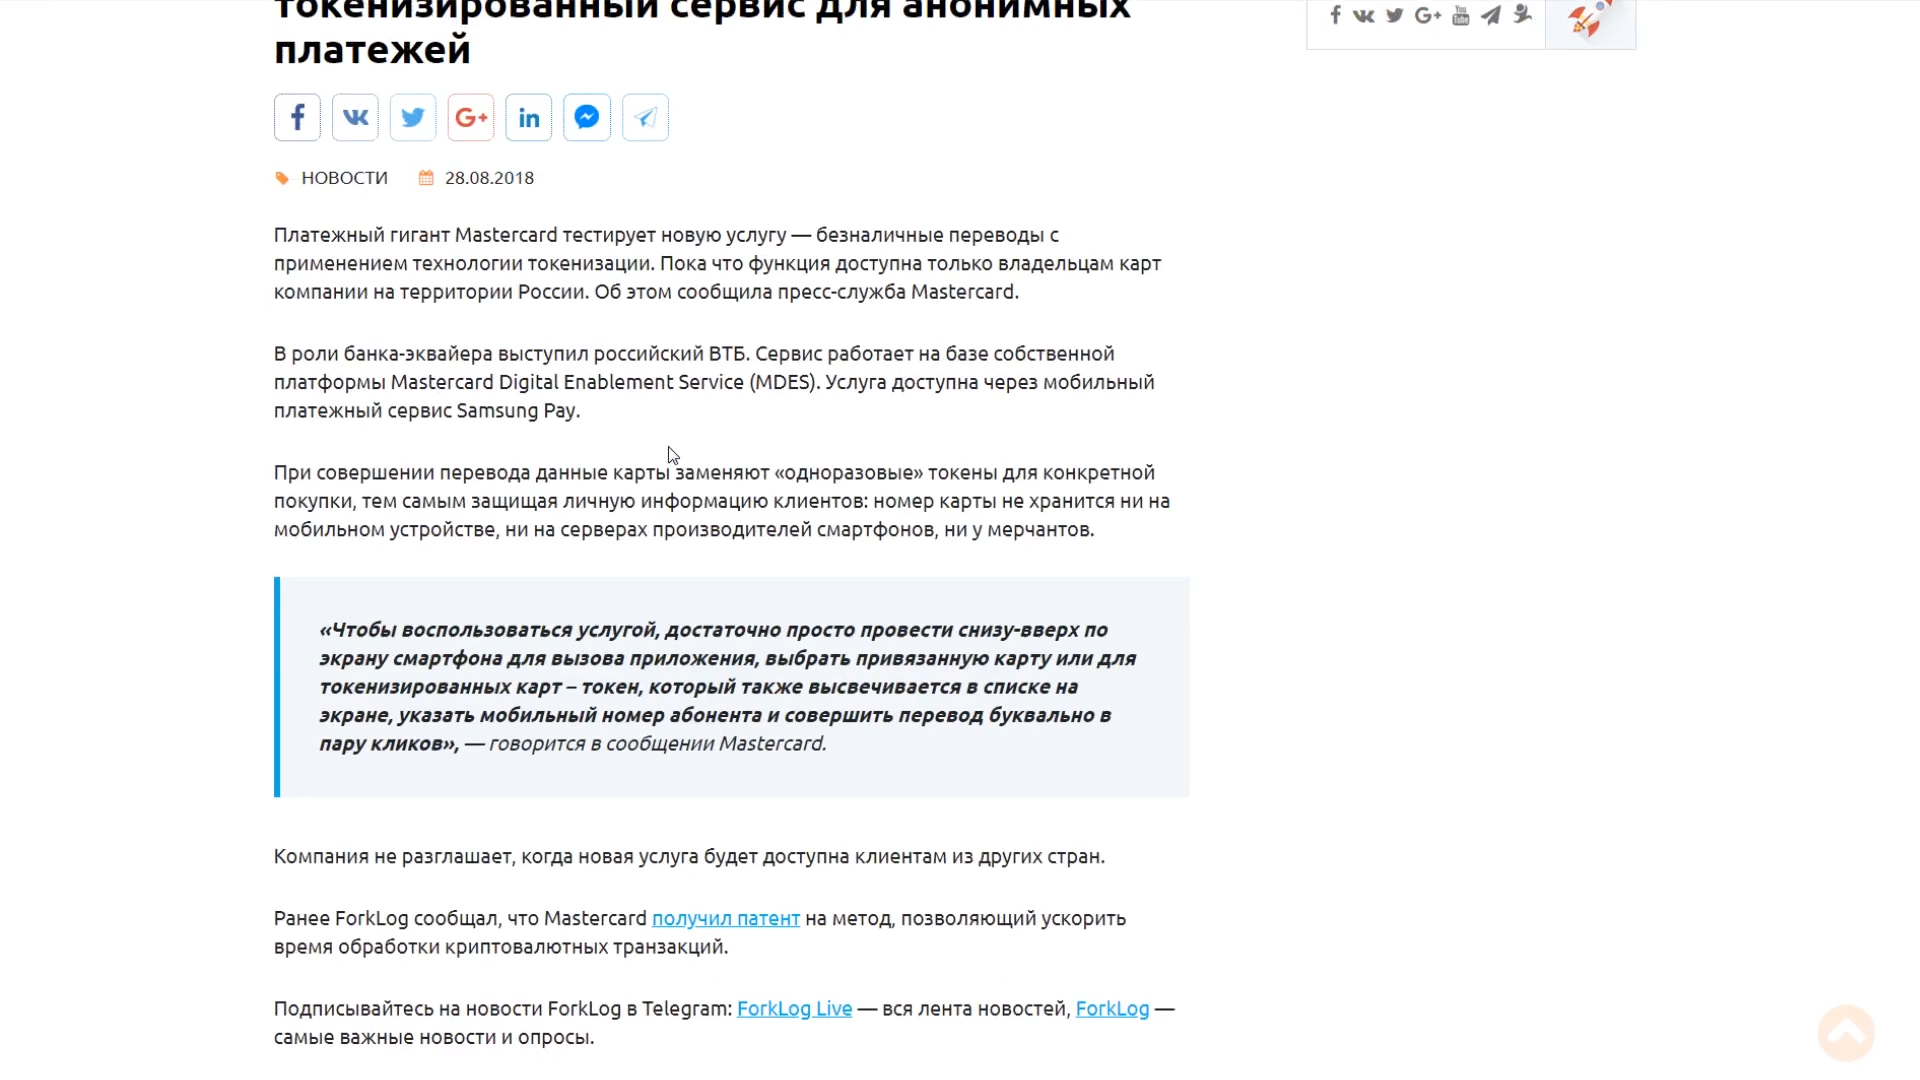 токенизированный сервис для анонимных
платежей
НОВОСТИ 28.08.2018
Платежный гигант Mastercard тестирует новую услугу — безналичные переводы с
применением технологии токенизации. Пока что функция доступна только владельцам карт
компании на территории России. Об этом сообщила пресс-служба Mastercard.
В роли банка-эквайера выступил российский ВТБ. Сервис работает на базе собственной
платформы Mastercard Digital Enablement Service (MDES). Услуга доступна через мобильный
платежный сервис Samsung Pay.
При совершении перевода данные карты заменяют «одноразовые» токены для конкретной
покупки, тем самым защищая личную информацию клиентов: номер карты не хранится ни на
мобильном устройстве, ни на серверах производителей смартфонов, ни у мерчантов.
«Чтобы воспользоваться услугой, достаточно просто провести снизу-вверх по
экрану смартфона для вызова приложения, выбрать привязанную карту или для
токенизированных карт – токен, который также высвечивается в списке на
экране, указать мобильный номер абонента и совершить перевод буквально в
пару кликов», — говорится в сообщении Mastercard.
Компания не разглашает, когда новая услуга будет доступна клиентам из других стран.
Ранее ForkLog сообщал, что Mastercard получил патент на метод, позволяющий ускорить
время обработки криптовалютных транзакций.
Подписывайтесь на новости ForkLog в Telegram: ForkLog Live — вся лента новостей, ForkLog —
самые важные новости и опросы.